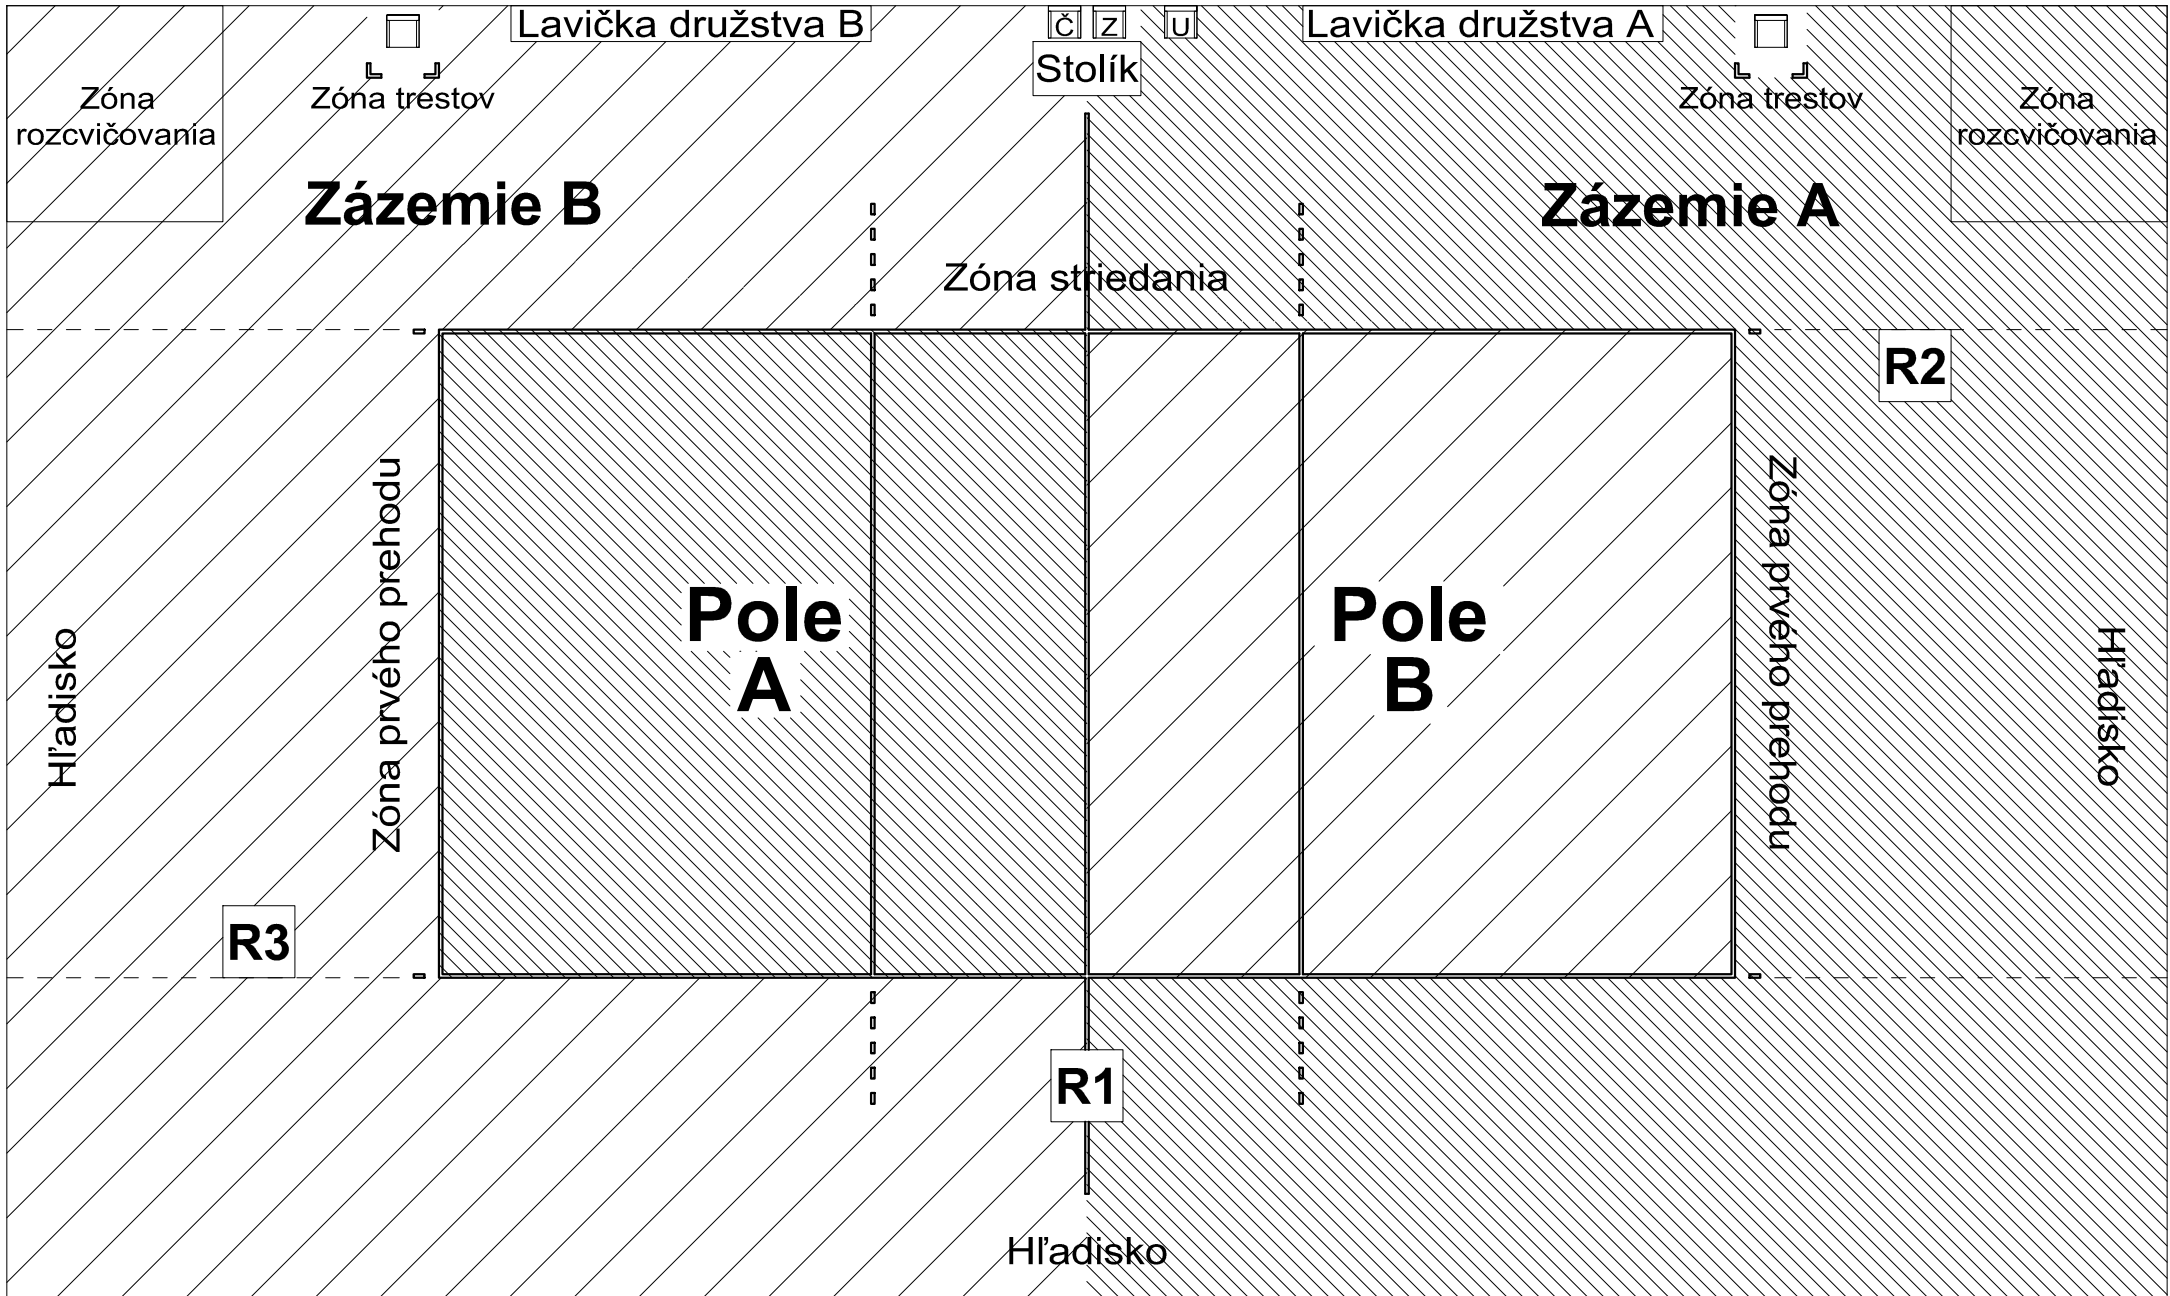 Lavička družstva B
Č
Z
U
Lavička družstva A
Stolík
Zóna
rozcvičovania
Zóna trestov
Zóna trestov
Zóna
rozcvičovania
Zázemie B
Zázemie A
Zóna striedania
R2
Zóna prvého prehodu
Zóna prvého prehodu
Pole
A
Pole
B
Hľadisko
Hľadisko
R3
R1
Hľadisko